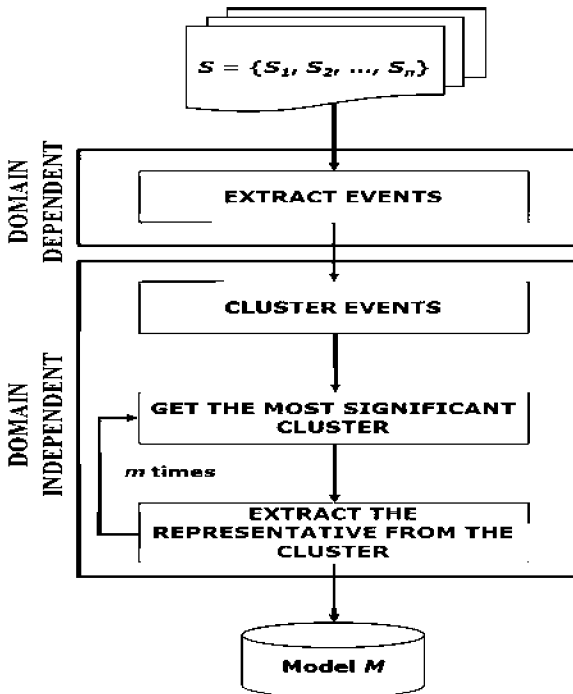 S = {S1, S2, ..., Sn}
DOMAIN
DEPENDENT
EXTRACT EVENTS
DOMAIN
INDEPENDENT
CLUSTER EVENTS
GET THE MOST SIGNIFICANT
CLUSTER
m times
EXTRACT THE
REPRESENTATIVE FROM THE
CLUSTER
Model M